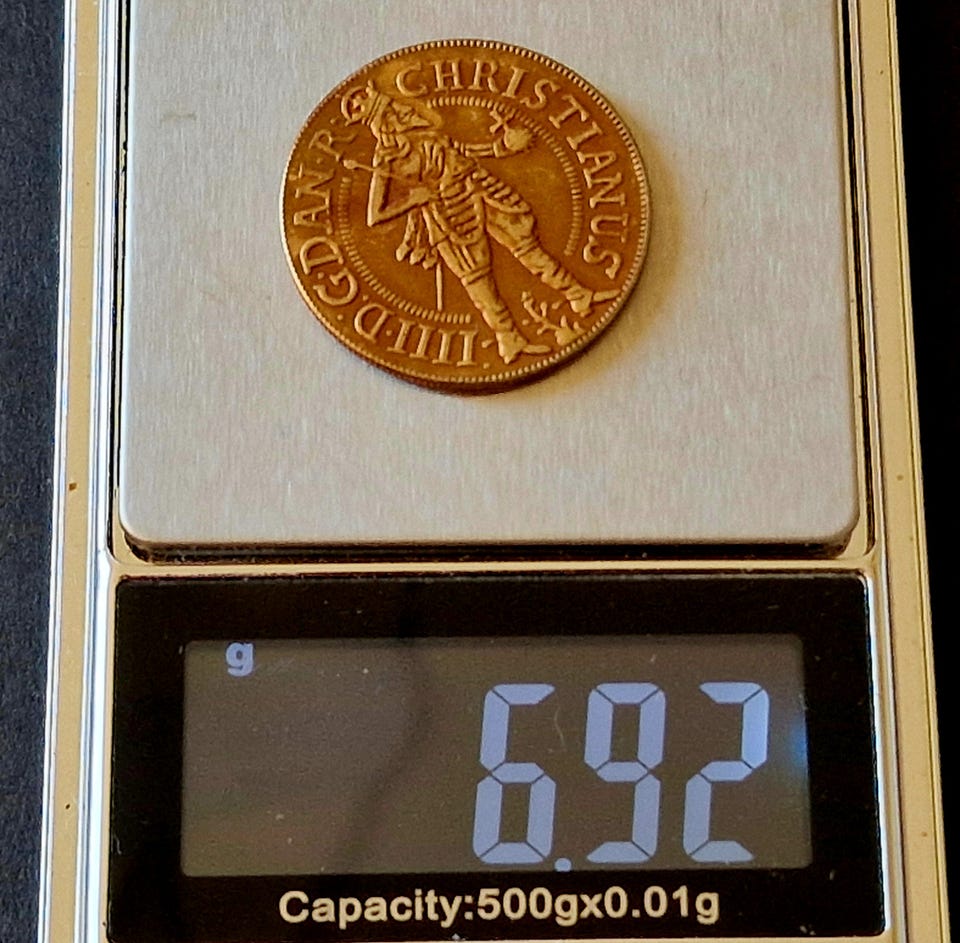 CHRISTIANUS·IIII·D·G·DAN·R·
g
6.92
Capacity:500gx0.01g